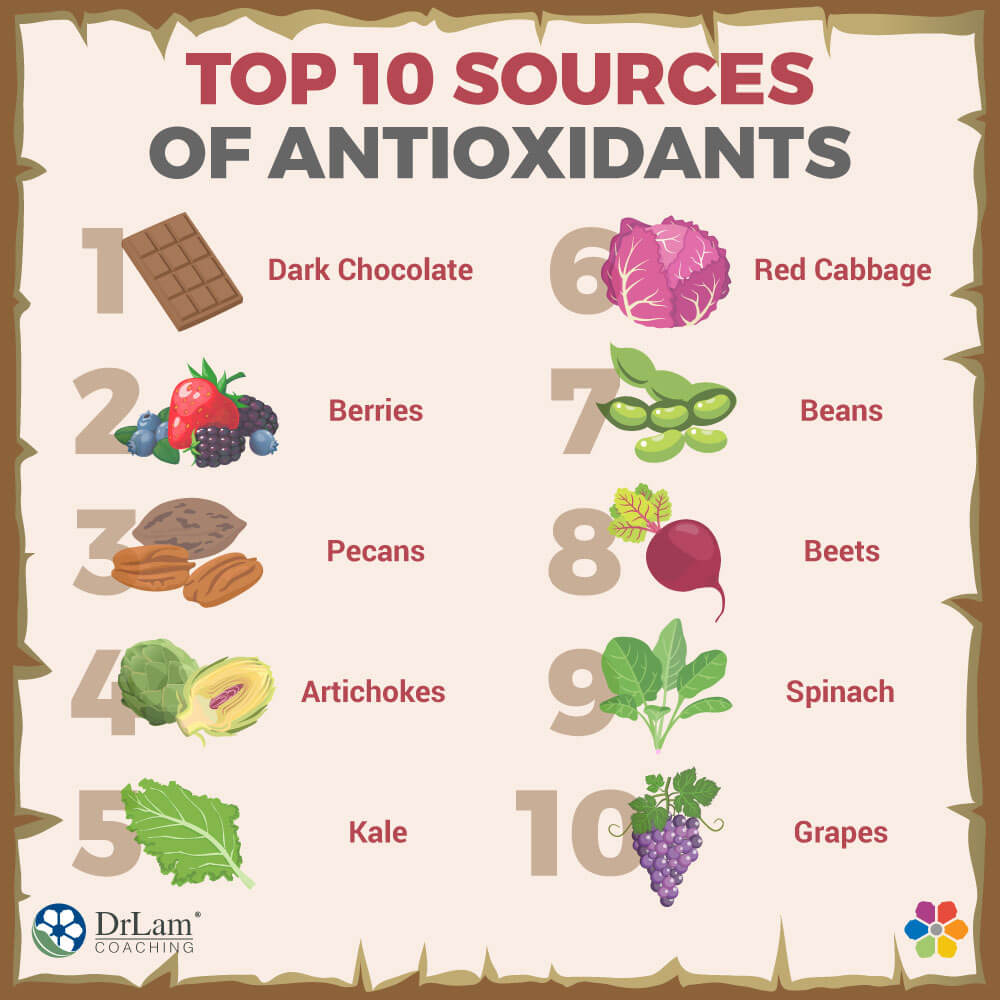 TOP 10 SOURCES
OF ANTIOXIDANTS
1 Dark Chocolate
2 Berries
3 Pecans
4 Artichokes
5 Kale
6 Red Cabbage
7 Beans
8 Beets
9 Spinach
10 Grapes
DrLam®
COACHING